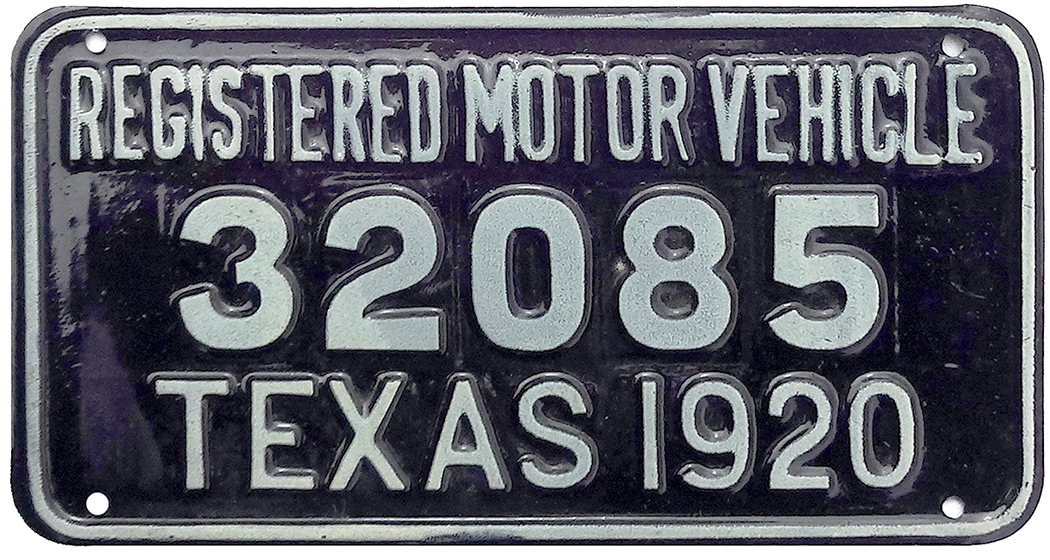 REGISTERED MOTOR VEHICLE
32085
TEXAS 1920